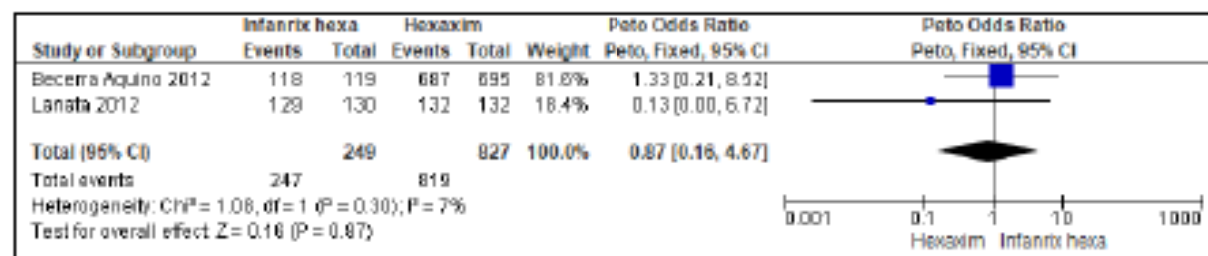 Infanrix hexa Hexaxim Peto Odds Ratio Peto Odds Ratio
Study or Subgroup Events Total Events Total Weight Peto, Fixed, 95% CI Peto, Fixed, 95% CI
Becerra Aquino 2012 118 119 687 695 81.6% 1.33 [0.21, 8.52]
Lanata 2012 129 130 132 132 18.4% 0.13 [0.00, 6.72]
Total (95% CI) 249 827 100.0% 0.87 [0.16, 4.67]
Total events 247 819
Heterogeneity: Chi² = 1.08, df = 1 (P = 0.30); I² = 7%
Test for overall effect: Z = 0.16 (P = 0.87)
0.001 0.1 1 10 1000
Hexaxim Infanrix hexa